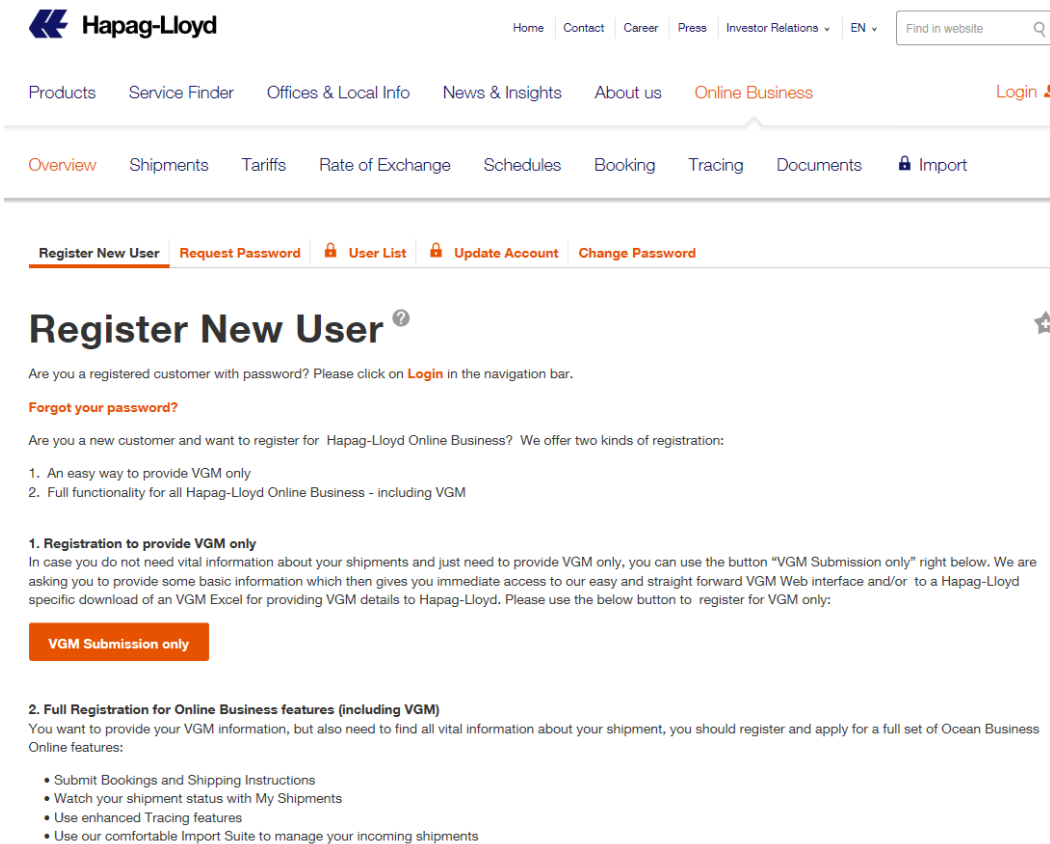 Hapag-Lloyd
Home Contact Career Press Investor Relations EN Find in website
Products Service Finder Offices & Local Info News & Insights About us Online Business Login
Overview Shipments Tariffs Rate of Exchange Schedules Booking Tracing Documents Import
Register New User Request Password User List Update Account Change Password
Register New User ?
Are you a registered customer with password? Please click on Login in the navigation bar.
Forgot your password?
Are you a new customer and want to register for Hapag-Lloyd Online Business? We offer two kinds of registration:
1. An easy way to provide VGM only
2. Full functionality for all Hapag-Lloyd Online Business - including VGM
1. Registration to provide VGM only
In case you do not need vital information about your shipments and just need to provide VGM only, you can use the button “VGM Submission only” right below. We are
asking you to provide some basic information which then gives you immediate access to our easy and straight forward VGM Web interface and/or to a Hapag-Lloyd
specific download of an VGM Excel for providing VGM details to Hapag-Lloyd. Please use the below button to register for VGM only:
VGM Submission only
2. Full Registration for Online Business features (including VGM)
You want to provide your VGM information, but also need to find all vital information about your shipment, you should register and apply for a full set of Ocean Business
Online features:
• Submit Bookings and Shipping Instructions
• Watch your shipment status with My Shipments
• Use enhanced Tracing features
• Use our comfortable Import Suite to manage your incoming shipments